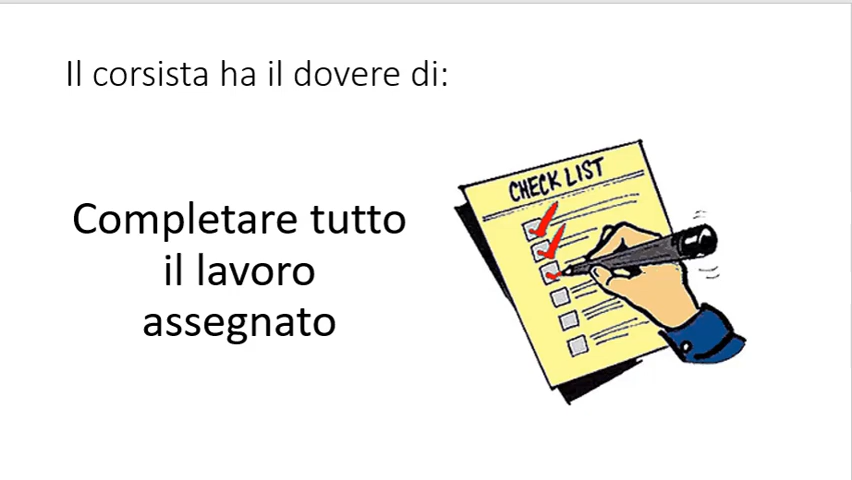 Il corsista ha il dovere di:
Completare tutto
il lavoro
assegnato
CHECK LIST